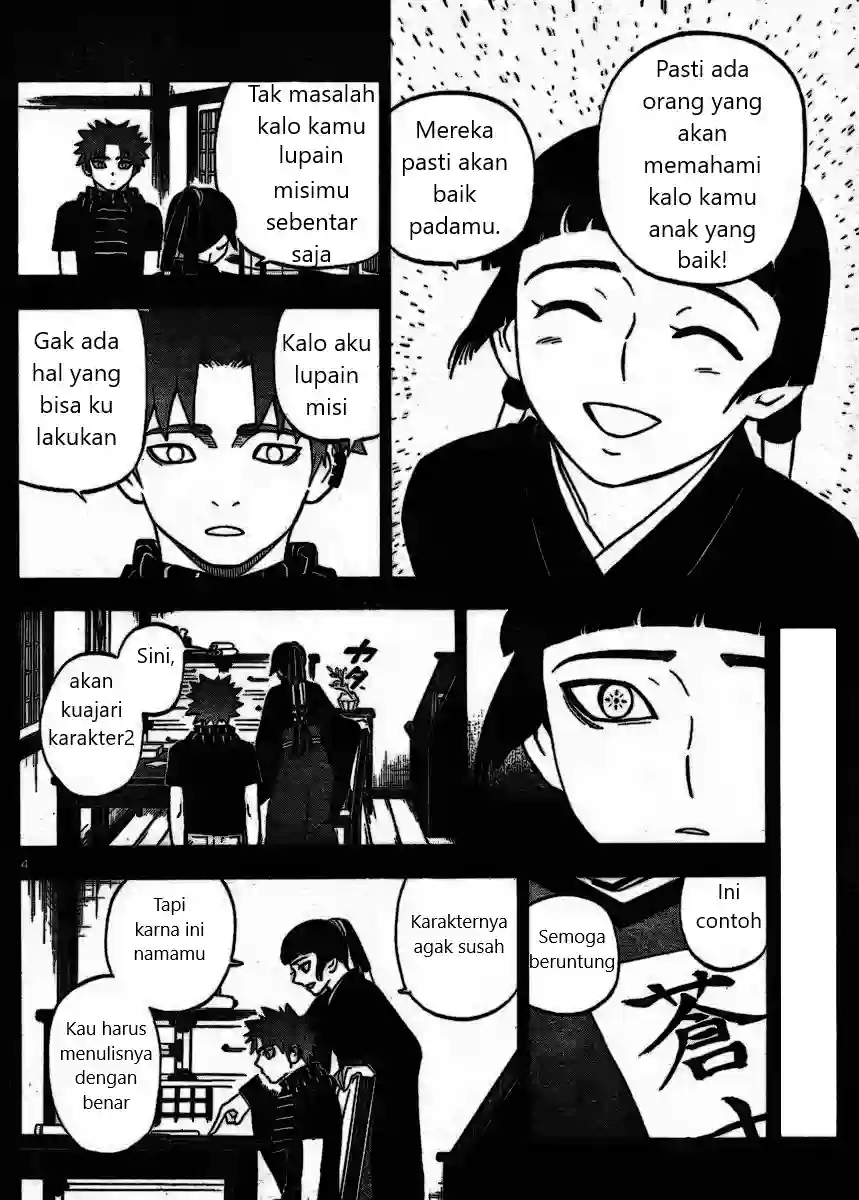 Pasti ada
orang yang
akan
memahami
kalo kamu
anak yang
baik!
Mereka
pasti akan
baik
padamu.
Tak masalah
kalo kamu
lupain
misimu
sebentar
saja
Kalo aku
lupain
misi
Gak ada
hal yang
bisa ku
lakukan
カタ
Sini,
akan
kuajari
karakter2
4
Ini
contoh
Semoga
beruntung
蒼
Karakternya
agak susah
Tapi
karna ini
namamu
Kau harus
menulisnya
dengan
benar